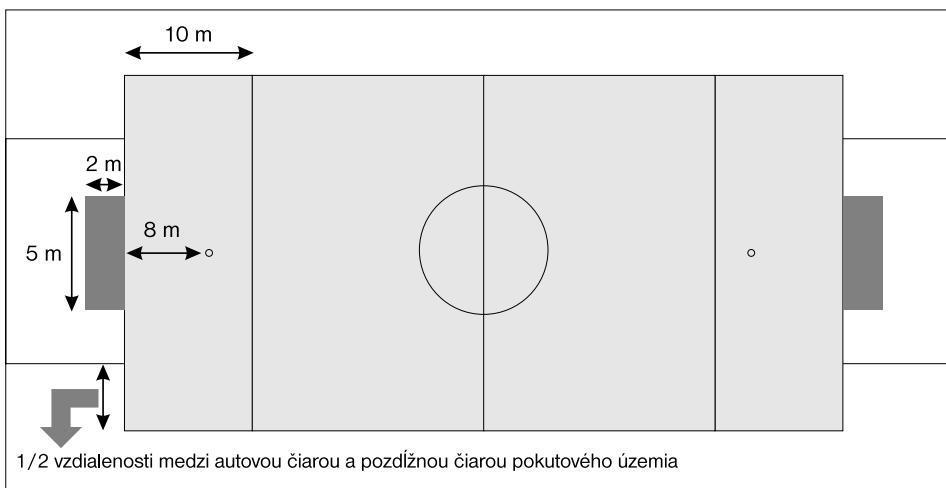 10 m
2 m
8 m
5 m
1/2 vzdialenosti medzi autovou čiarou a pozdĺžnou čiarou pokutového územia